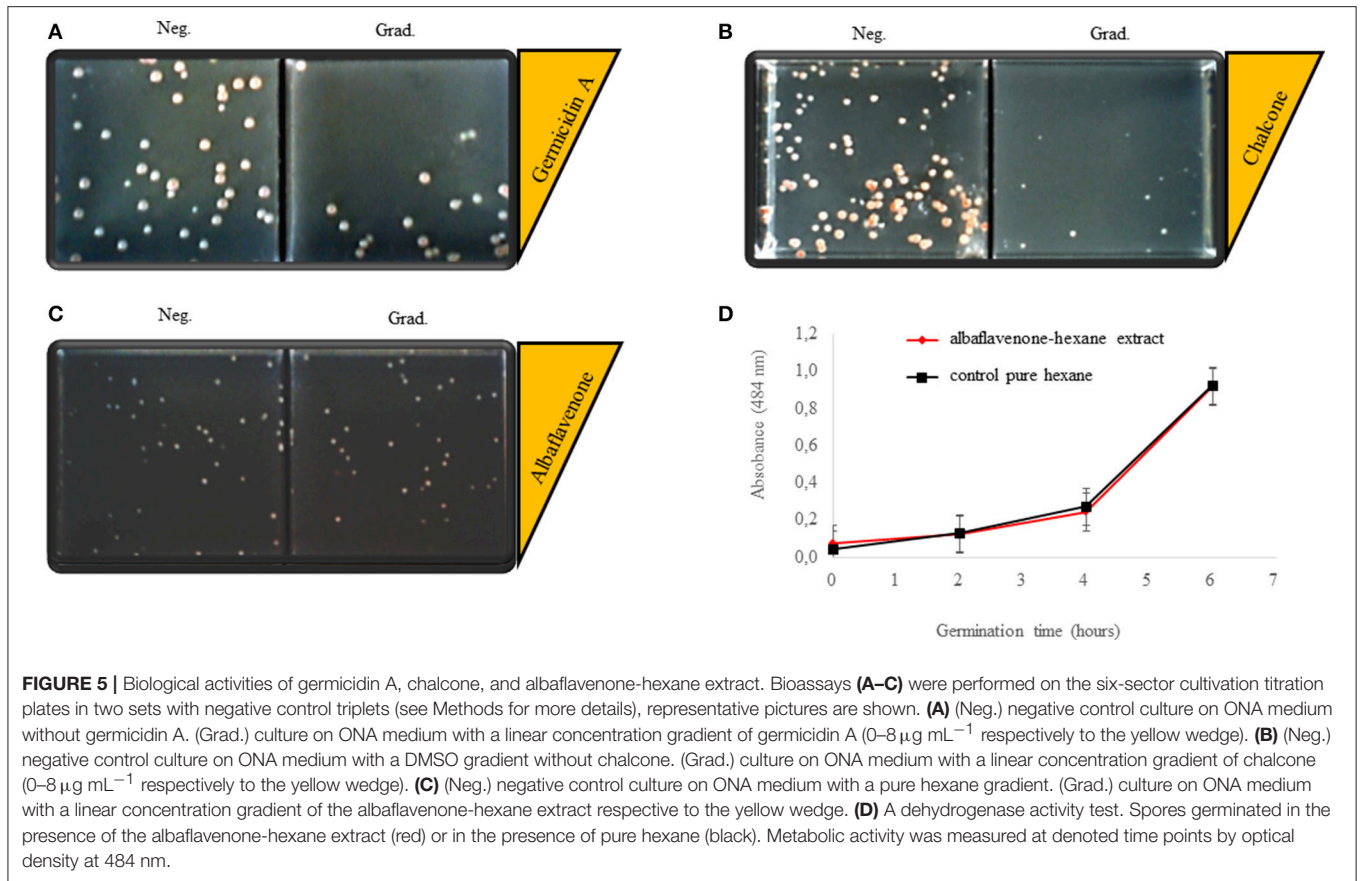 A
Neg.
Grad.
Germicidin A
B
Neg.
Grad.
Chalcone
C
Neg.
Grad.
Albaflavenone
D
1,2
1,0
0,8
0,6
0,4
0,2
0,0
Absobance (484 nm)
albaflavenone-hexane extract
control pure hexane
0 1 2 3 4 5 6 7
Germination time (hours)
FIGURE 5 | Biological activities of germicidin A, chalcone, and albaflavenone-hexane extract. Bioassays (A–C) were performed on the six-sector cultivation titration
plates in two sets with negative control triplets (see Methods for more details), representative pictures are shown. (A) (Neg.) negative control culture on ONA medium
without germicidin A. (Grad.) culture on ONA medium with a linear concentration gradient of germicidin A (0–8 μg mL−1 respectively to the yellow wedge). (B) (Neg.)
negative control culture on ONA medium with a DMSO gradient without chalcone. (Grad.) culture on ONA medium with a linear concentration gradient of chalcone
(0–8 μg mL−1 respectively to the yellow wedge). (C) (Neg.) negative control culture on ONA medium with a pure hexane gradient. (Grad.) culture on ONA medium
with a linear concentration gradient of the albaflavenone-hexane extract respective to the yellow wedge. (D) A dehydrogenase activity test. Spores germinated in the
presence of the albaflavenone-hexane extract (red) or in the presence of pure hexane (black). Metabolic activity was measured at denoted time points by optical
density at 484 nm.